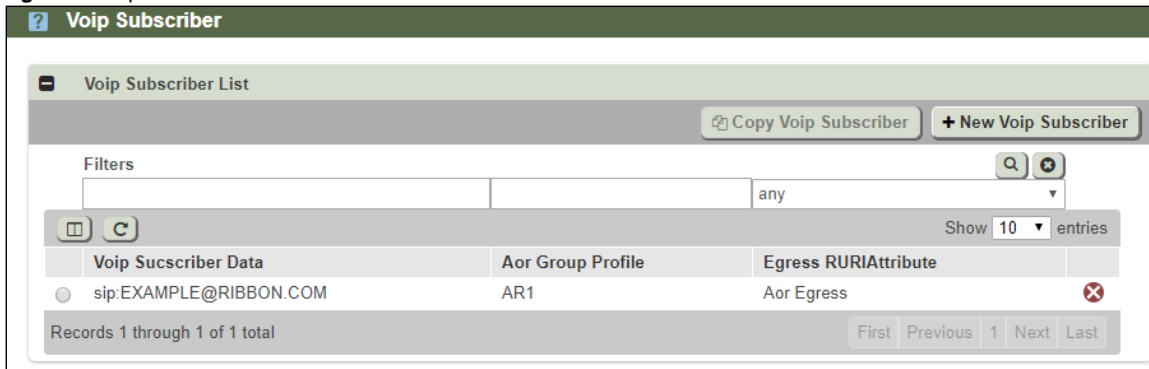 ? Voip Subscriber
Voip Subscriber List
Copy Voip Subscriber + New Voip Subscriber
Filters
any
Show 10 entries
Voip Sucscriber Data Aor Group Profile Egress RURIAttribute
sip:EXAMPLE@RIBBON.COM AR1 Aor Egress
Records 1 through 1 of 1 total First Previous 1 Next Last